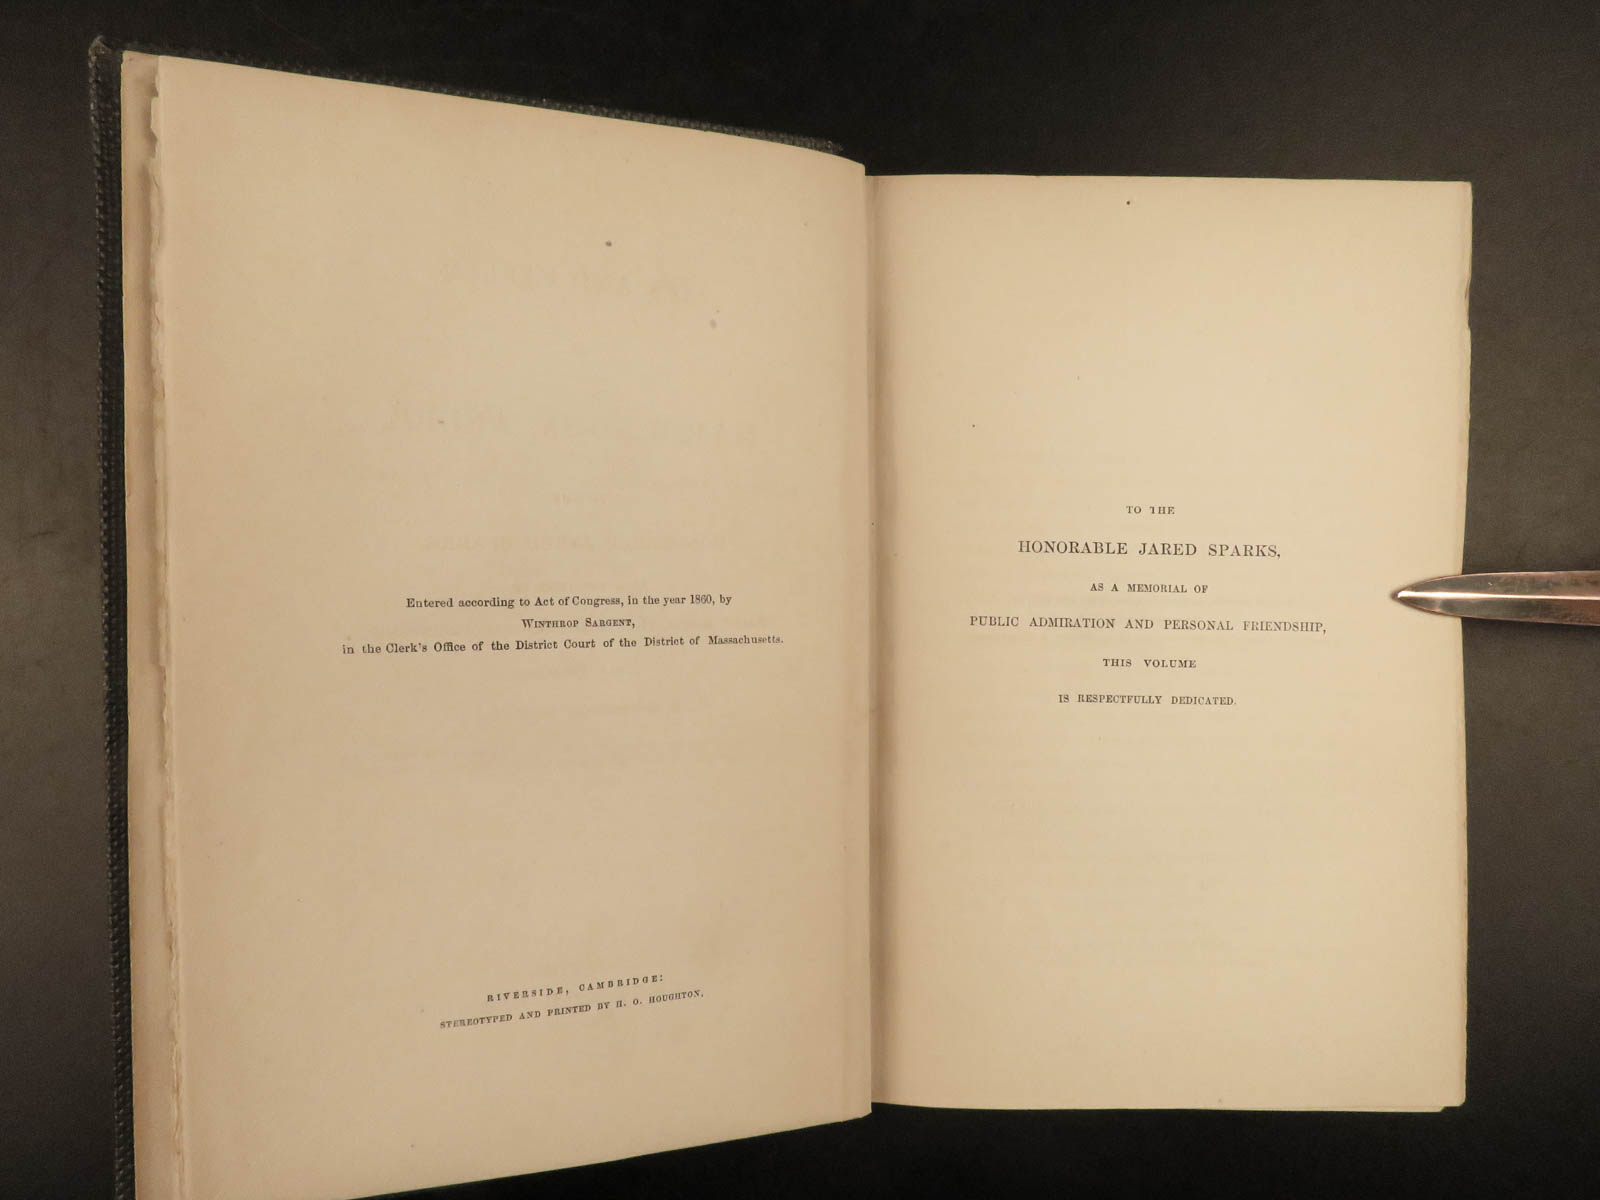 Entered according to Act of Congress, in the year 1860, by
WINTHROP SARGENT,
in the Clerk's Office of the District Court of the District of Massachusetts.
RIVERSIDE, CAMBRIDGE:
STEREOTYPED AND PRINTED BY H. O. HOUGHTON.
TO THE
HONORABLE JARED SPARKS,
AS A MEMORIAL OF
PUBLIC ADMIRATION AND PERSONAL FRIENDSHIP,
THIS VOLUME
IS RESPECTFULLY DEDICATED.